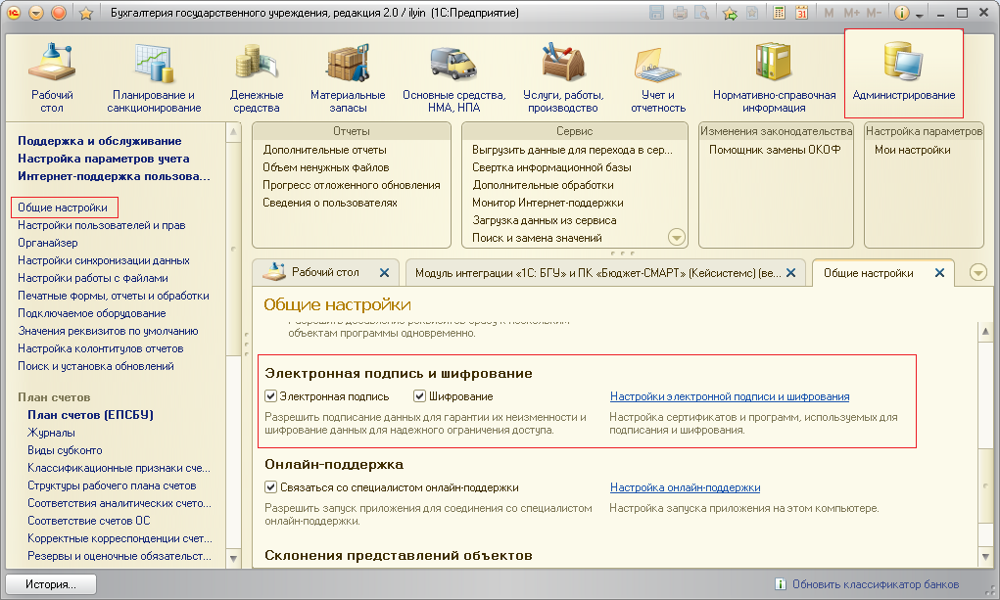 Бухгалтерия государственного учреждения, редакция 2.0 / ilyin (1С:Предприятие)
M M+ M-
Рабочий стол
Планирование и санкционирование
Денежные средства
Материальные запасы
Основные средства, НМА, НПА
Услуги, работы, производство
Учет и отчетность
Нормативно-справочная информация
Администрирование
Поддержка и обслуживание
Настройка параметров учета
Интернет-поддержка пользова...
Общие настройки
Настройки пользователей и прав
Органайзер
Настройки синхронизации данных
Настройки работы с файлами
Печатные формы, отчеты и обработки
Подключаемое оборудование
Значения реквизитов по умолчанию
Настройка колонтитулов отчетов
Поиск и установка обновлений
План счетов
План счетов (ЕПСБУ)
Журналы
Виды субконто
Классификационные признаки сче...
Структуры рабочего плана счетов
Соответствия аналитических счето...
Соответствие счетов ОС
Корректные корреспонденции счет...
Резервы и оценочные обязательст...
Отчеты
Дополнительные отчеты
Объем ненужных файлов
Прогресс отложенного обновления
Сведения о пользователях
Сервис
Выгрузить данные для перехода в сер...
Свертка информационной базы
Дополнительные обработки
Монитор Интернет-поддержки
Загрузка данных из сервиса
Поиск и замена значений
Изменения законодательства
Помощник замены ОКОФ
Настройка параметров
Мои настройки
Рабочий стол
Модуль интеграции «1С: БГУ» и ПК «Бюджет-СМАРТ» (Кейсистемс) (ве...
Общие настройки
Общие настройки
Разрешить добавление реквизитов сразу к нескольким
объектам программы одновременно.
Электронная подпись и шифрование
Электронная подпись
Шифрование
Настройки электронной подписи и шифрования
Разрешить подписание данных для гарантии их неизменности и
шифрование данных для надежного ограничения доступа.
Настройка сертификатов и программ, используемых для
подписания и шифрования.
Онлайн-поддержка
Связаться со специалистом онлайн-поддержки
Настройка онлайн-поддержки
Разрешить запуск приложения для соединения со специалистом
онлайн-поддержки.
Настройка запуска приложения на этом компьютере.
Склонения представлений объектов
История...
Обновить классификатор банков